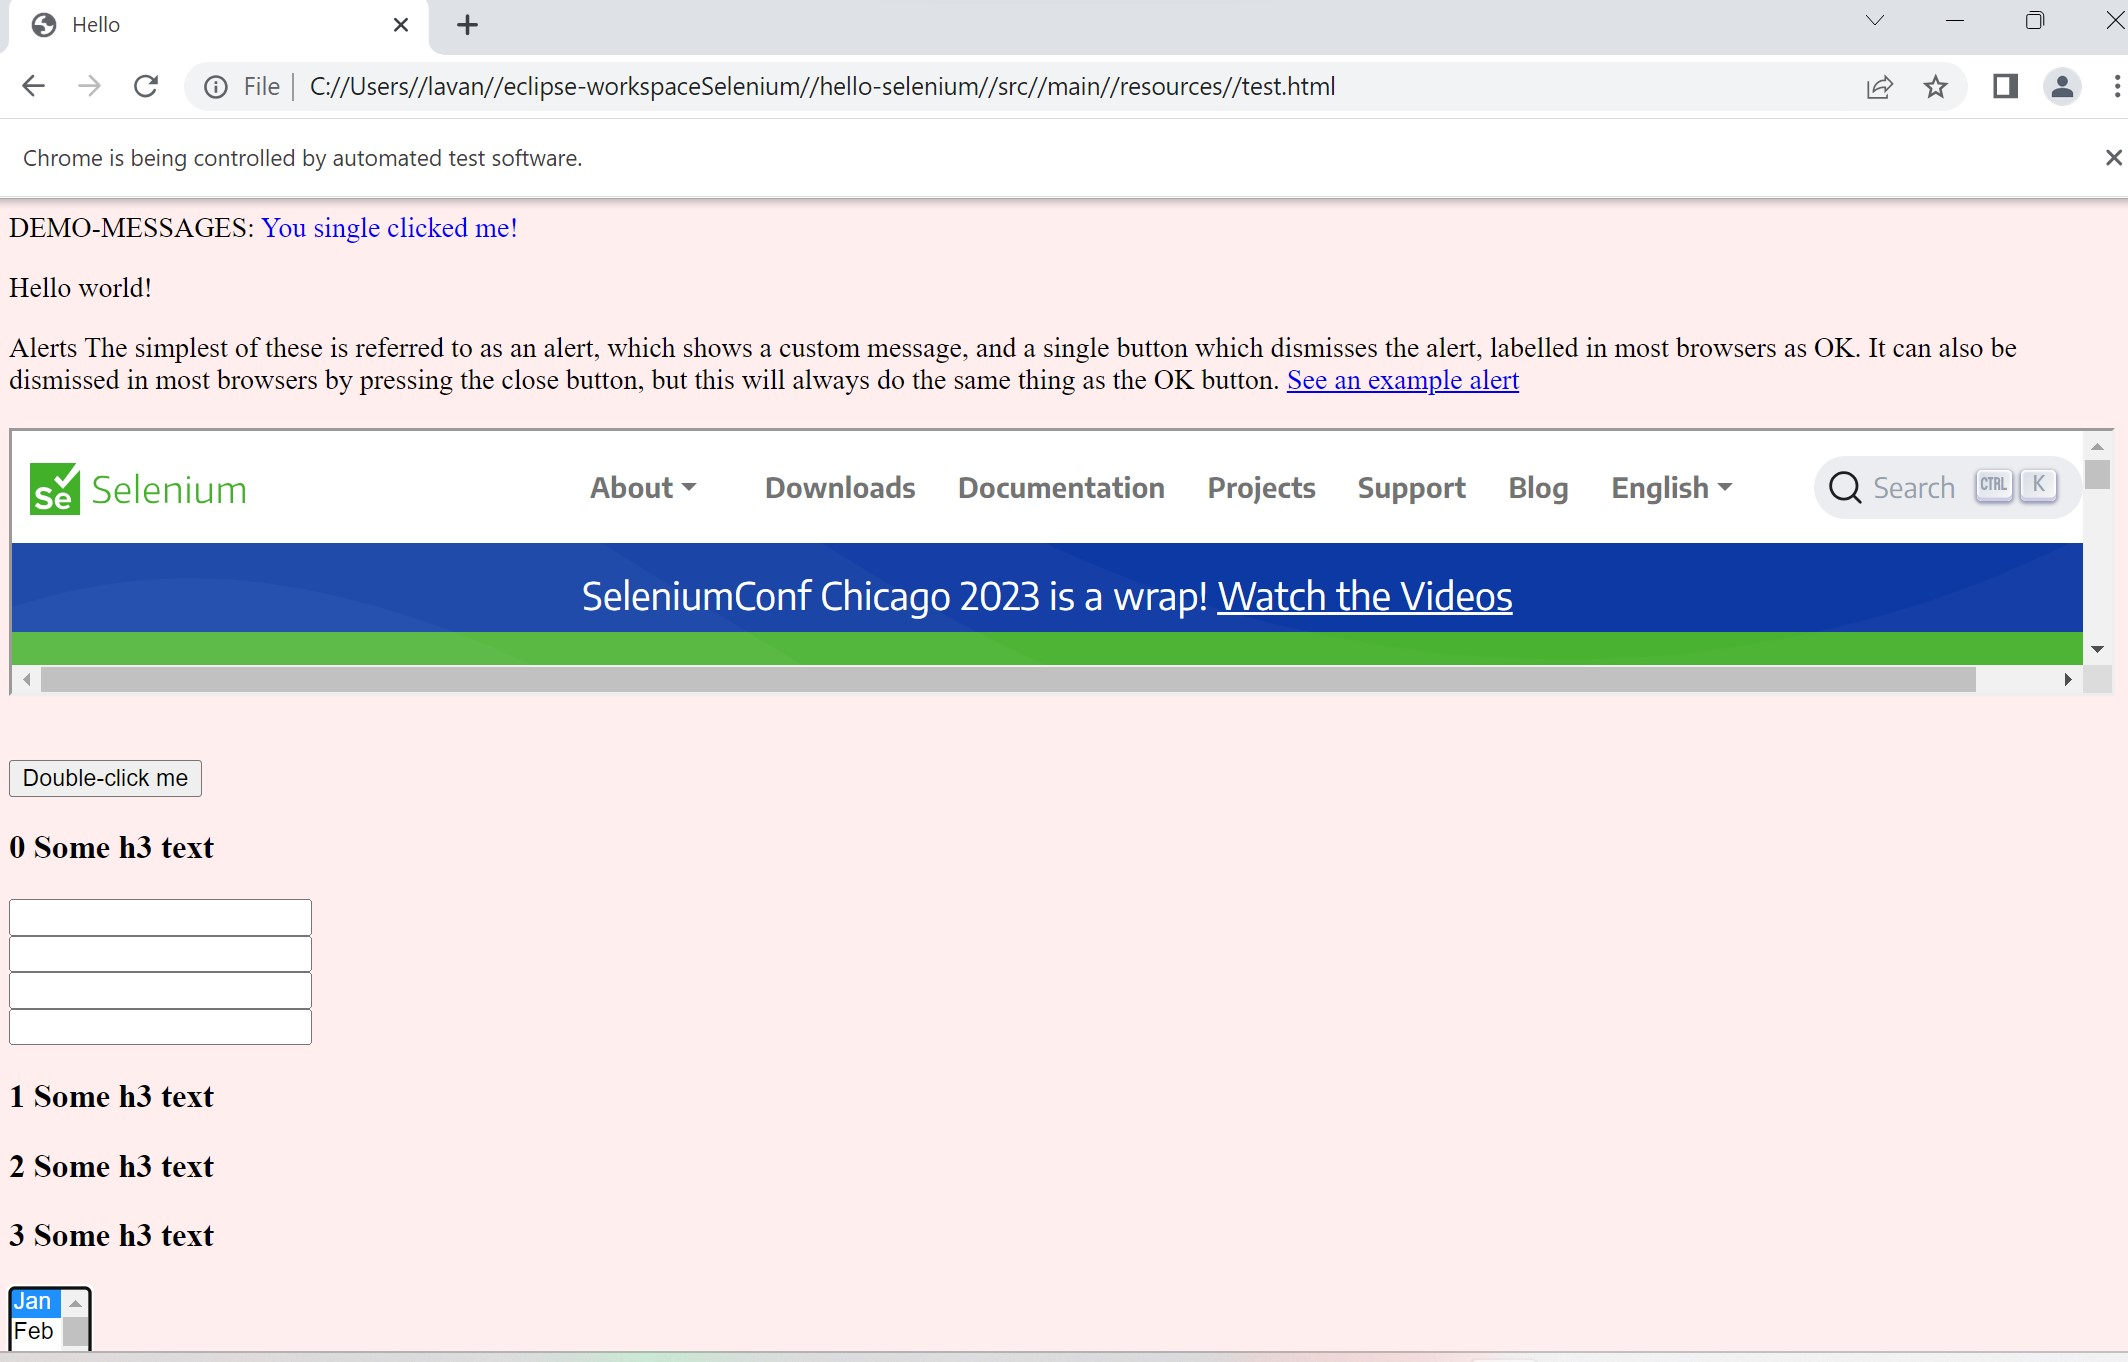 Hello
File C://Users//lavan//eclipse-workspaceSelenium//hello-selenium//src//main//resources//test.html
Chrome is being controlled by automated test software.
DEMO-MESSAGES: You single clicked me!
Hello world!
Alerts The simplest of these is referred to as an alert, which shows a custom message, and a single button which dismisses the alert, labelled in most browsers as OK. It can also be
dismissed in most browsers by pressing the close button, but this will always do the same thing as the OK button. See an example alert
Se Selenium About Downloads Documentation Projects Support Blog English Search CTRL K
SeleniumConf Chicago 2023 is a wrap! Watch the Videos
Double-click me
0 Some h3 text
1 Some h3 text
2 Some h3 text
3 Some h3 text
Jan
Feb